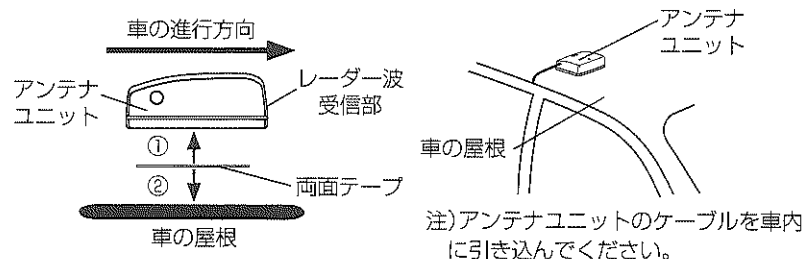 車の進行方向
アンテナ
ユニット
レーダー波
受信部
①
②
両面テープ
車の屋根
アンテナ
ユニット
車の屋根
注)アンテナユニットのケーブルを車内
に引き込んでください。